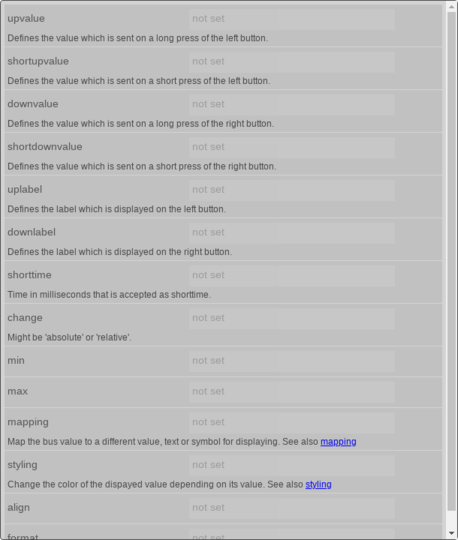 upvalue not set
Defines the value which is sent on a long press of the left button.
shortupvalue not set
Defines the value which is sent on a short press of the left button.
downvalue not set
Defines the value which is sent on a long press of the right button.
shortdownvalue not set
Defines the value which is sent on a short press of the right button.
uplabel not set
Defines the label which is displayed on the left button.
downlabel not set
Defines the label which is displayed on the right button.
shorttime not set
Time in milliseconds that is accepted as shorttime.
change not set
Might be 'absolute' or 'relative'.
min not set
max not set
mapping not set
Map the bus value to a different value, text or symbol for displaying. See also mapping
styling not set
Change the color of the dispayed value depending on its value. See also styling
align not set
format not set